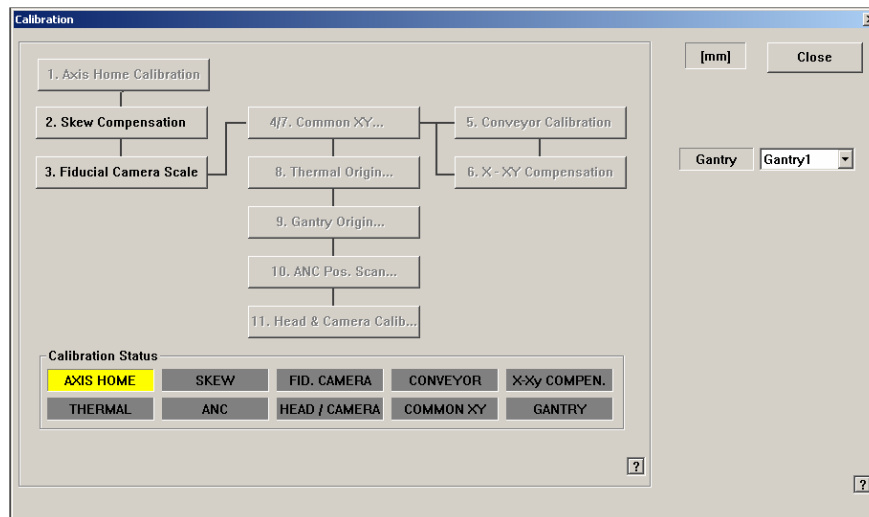 Calibration
[mm]
Close
1. Axis Home Calibration
2. Skew Compensation
4/7. Common XY...
5. Conveyor Calibration
3. Fiducial Camera Scale
8. Thermal Origin...
6. X - XY Compensation
Gantry
Gantry1
9. Gantry Origin...
10. ANC Pos. Scan...
11. Head & Camera Calib...
Calibration Status
AXIS HOME
SKEW
FID. CAMERA
CONVEYOR
X-Xy COMPEN.
THERMAL
ANC
HEAD / CAMERA
COMMON XY
GANTRY
?
?